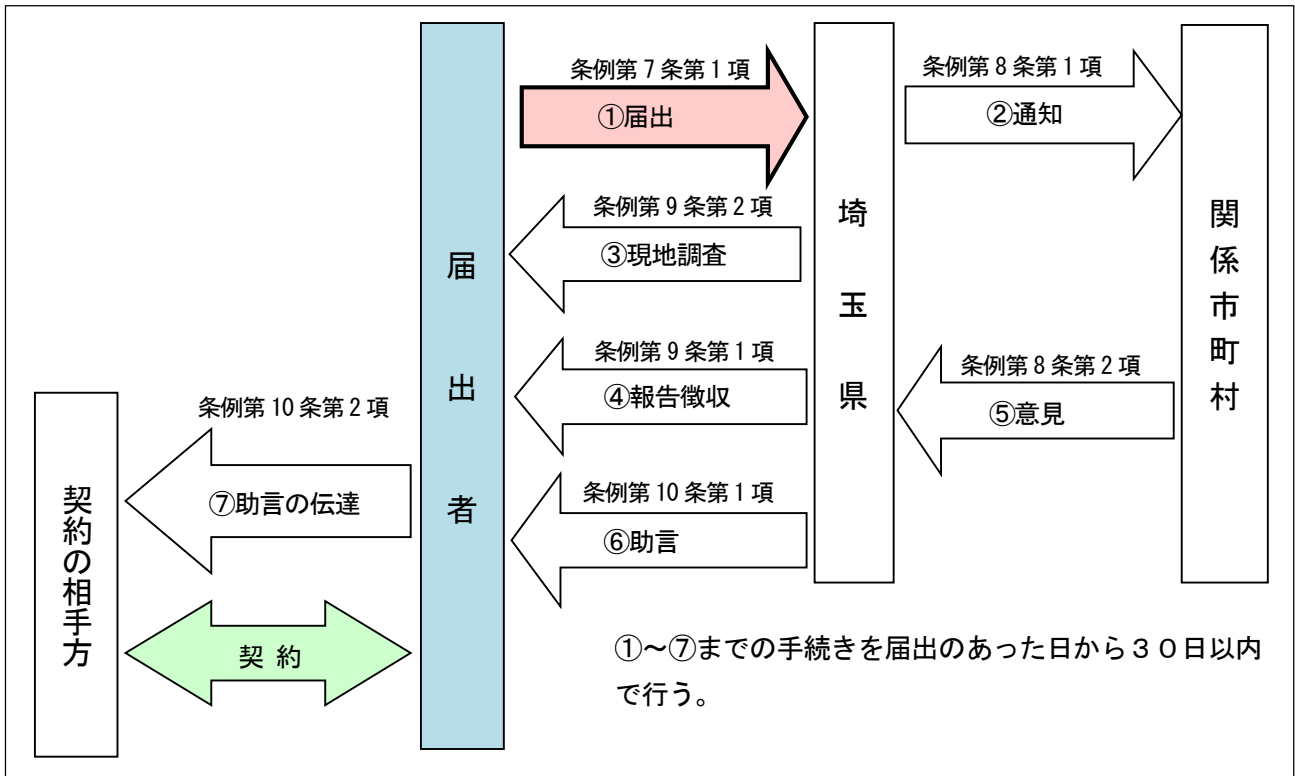 条例第7条第1項
①届出
条例第8条第1項
②通知
条例第9条第2項
③現地調査
条例第9条第1項
④報告徴収
条例第8条第2項
⑤意見
条例第10条第1項
⑥助言
条例第10条第2項
⑦助言の伝達
契約
契約の相手方
届出者
埼玉県
関係市町村
①～⑦までの手続きを届出のあった日から３０日以内
で行う。